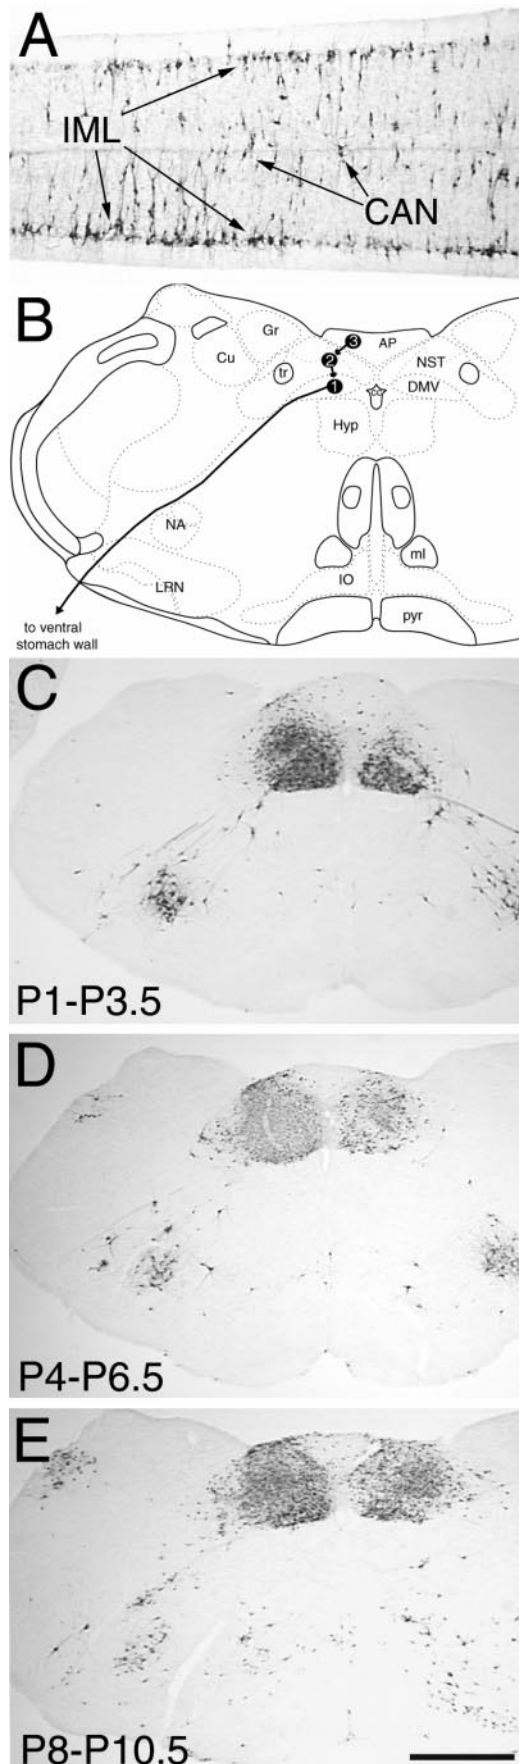 A
IML
CAN
B
Gr
Cu
tr
3
2
1
AP
NST
DMV
Hyp
NA
LRN
ml
IO
pyr
to ventral
stomach wall
C
P1-P3.5
D
P4-P6.5
E
P8-P10.5